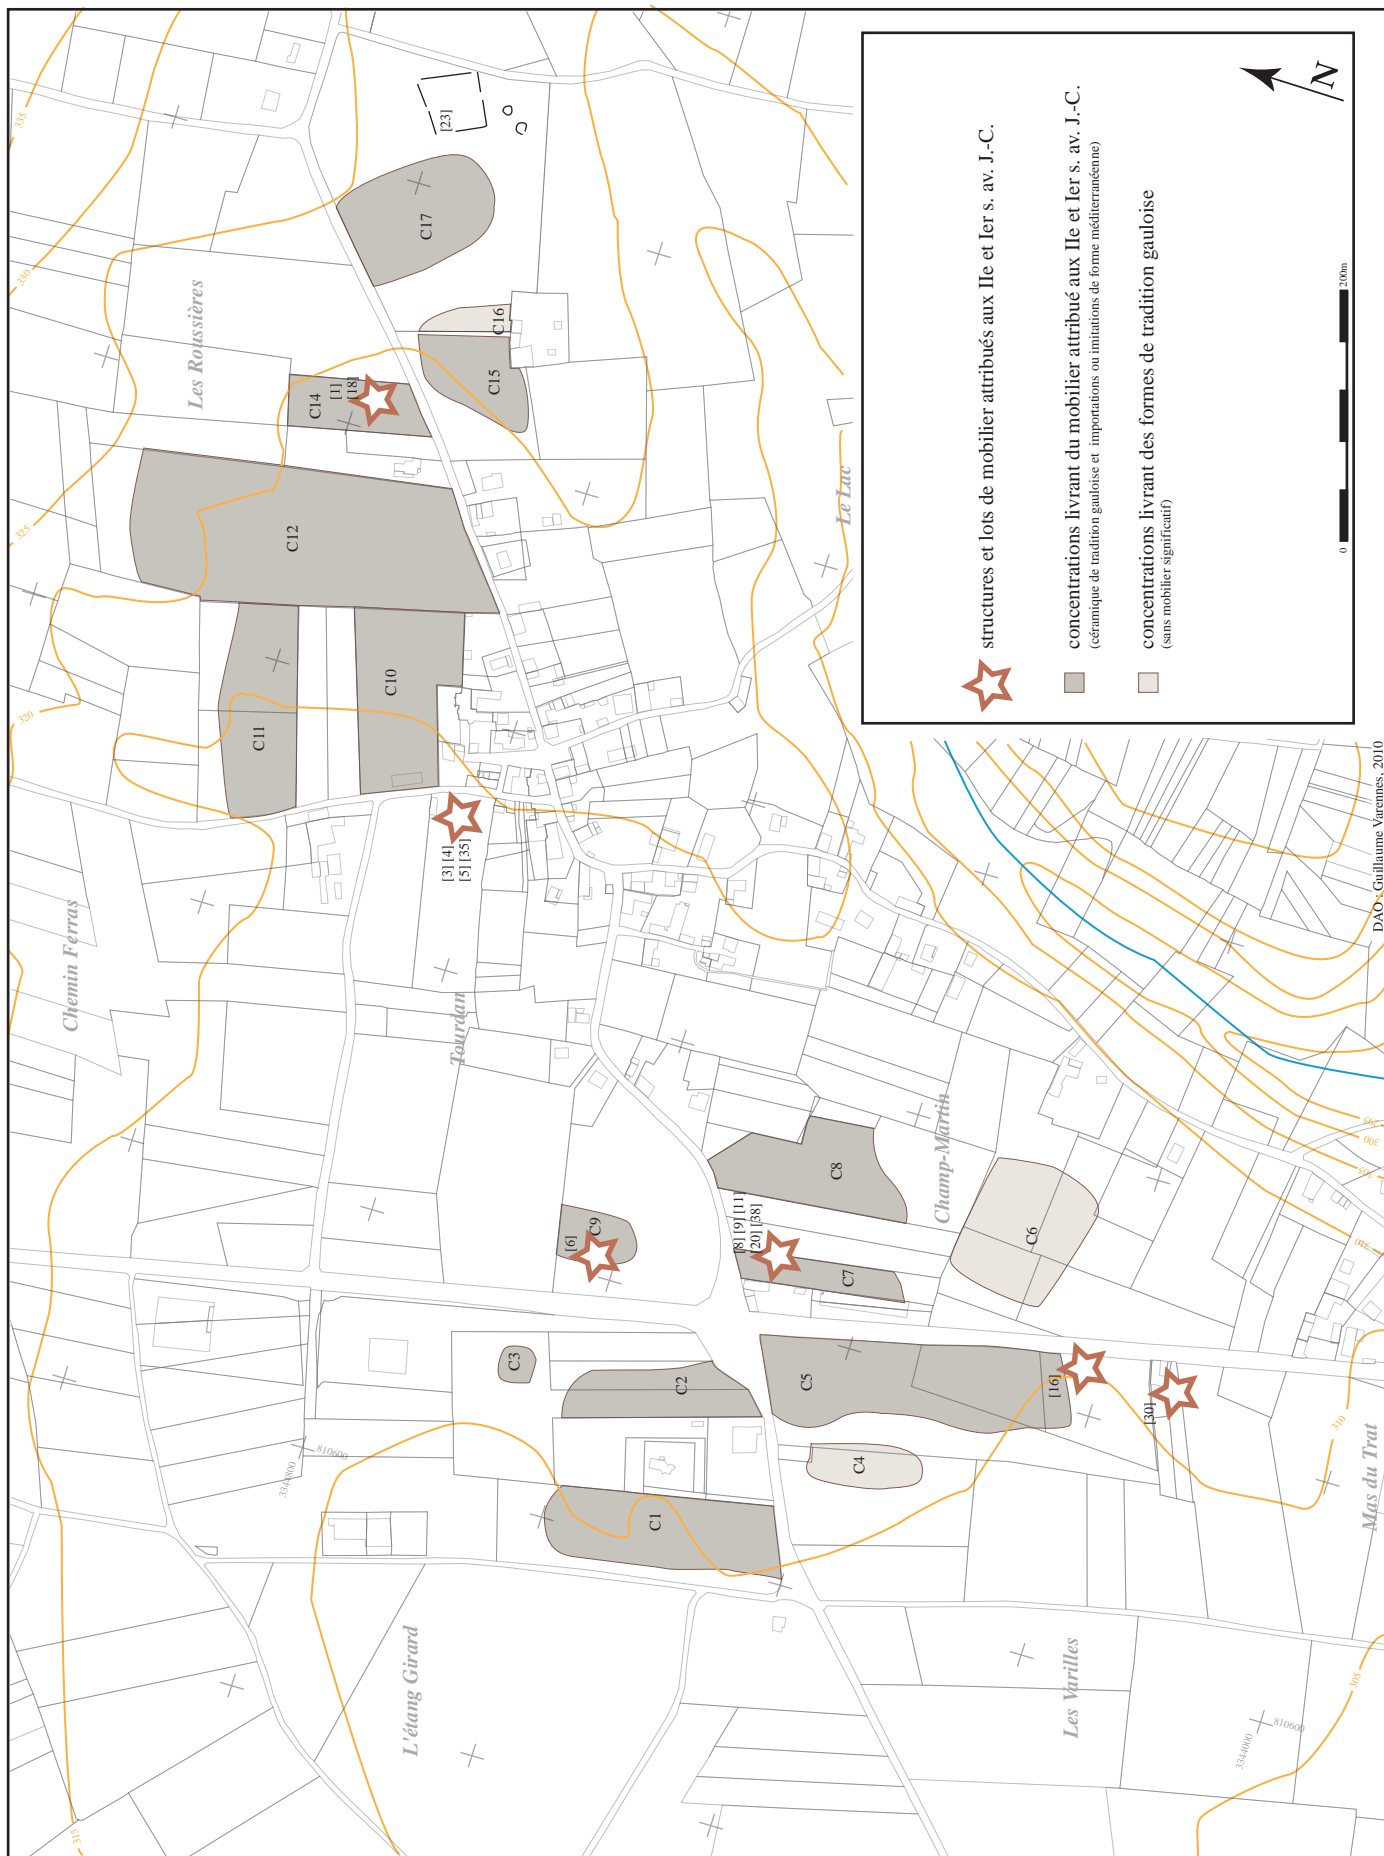 335
330
325
320
315
310
305
310
305
300
295
Les Roussières
Chemin Ferras
Tourdan
Le Lac
Champ-Martin
L'étang Girard
Les Varilles
Mas du Trat
C1
C2
C3
C4
C5
C6
C7
C8
C9
C10
C11
C12
C14
C15
C16
C17
[1]
[18]
[23]
[3] [4]
[5] [35]
[6]
[8] [9] [11]
[20] [38]
[16]
[30]
3344800
810600
3344000
810600
structures et lots de mobilier attribués aux IIe et Ier s. av. J.-C.
concentrations livrant du mobilier attribué aux IIe et Ier s. av. J.-C.
(céramique de tradition gauloise et importations ou imitations de forme méditerranéenne)
concentrations livrant des formes de tradition gauloise
(sans mobilier significatif)
N
0
200m
DAO : Guillaume Varennes, 2010